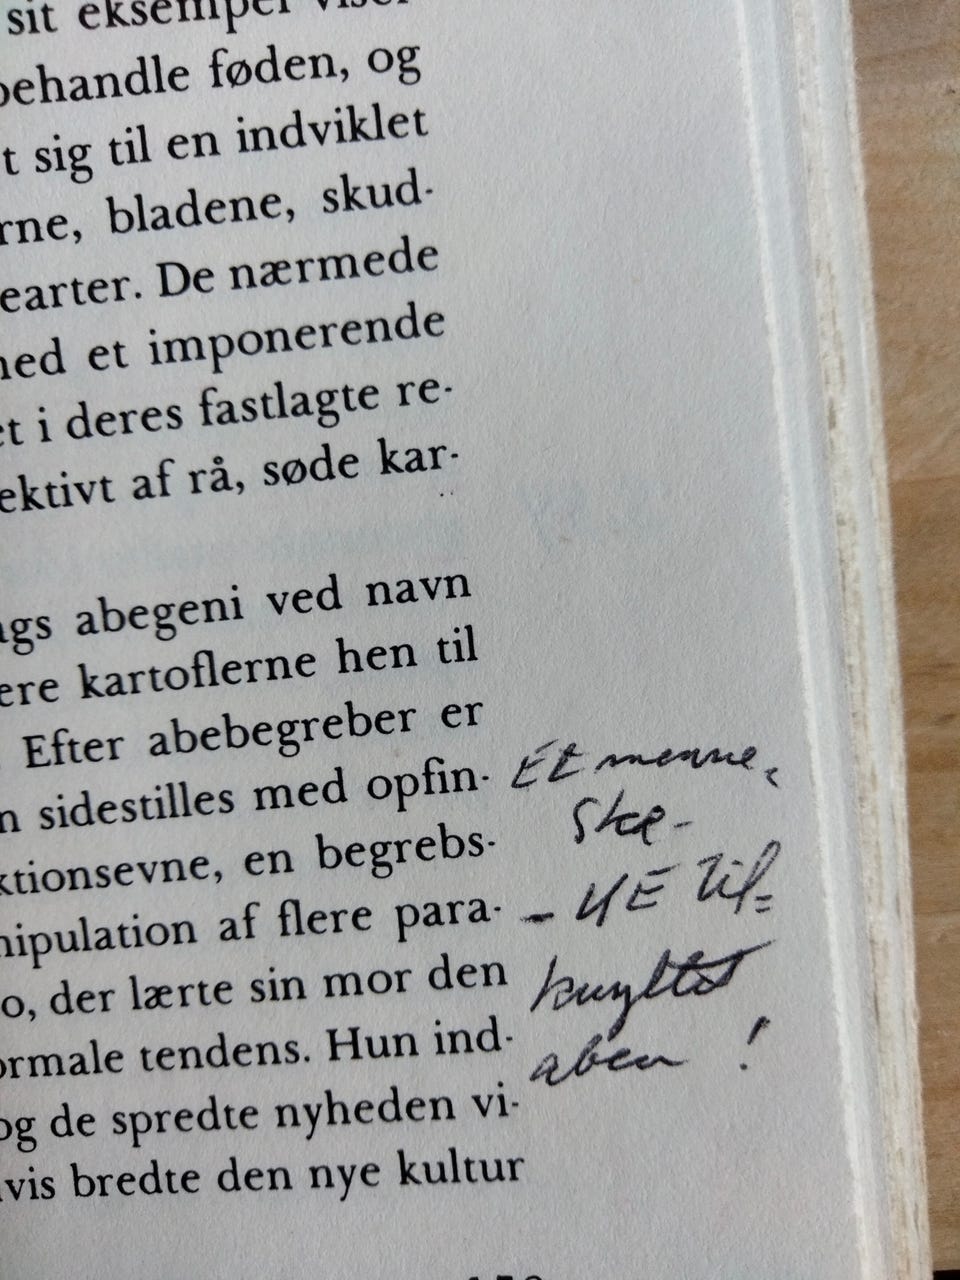 sit eksempel viser
behandle føden, og
t sig til en indviklet
rne, bladene, skud-
earter. De nærmede
ned et imponerende
et i deres fastlagte re-
ektivt af rå, søde kar-
ngs abegeni ved navn
ere kartoflerne hen til
Efter abebegreber er
n sidestilles med opfin-
ktionsevne, en begrebs-
nipulation af flere para-
o, der lærte sin mor den
ormale tendens. Hun ind-
og de spredte nyheden vi-
vis bredte den nye kultur
Et menne-
ske-
aben!